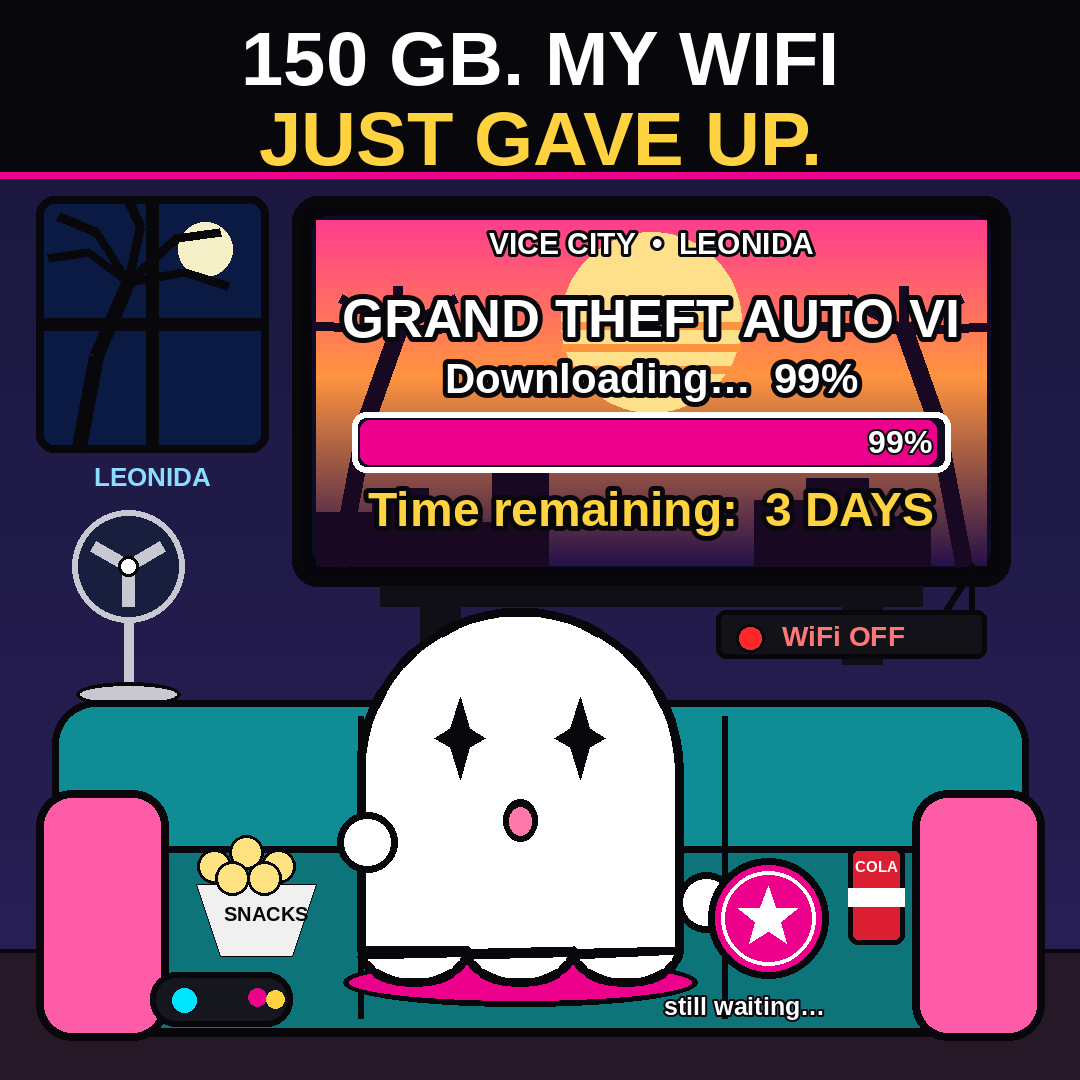 150 GB. MY WIFI
JUST GAVE UP.
VICE CITY • LEONIDA
GRAND THEFT AUTO VI
Downloading... 99%
99%
Time remaining: 3 DAYS
LEONIDA
WiFi OFF
SNACKS
COLA
still waiting...